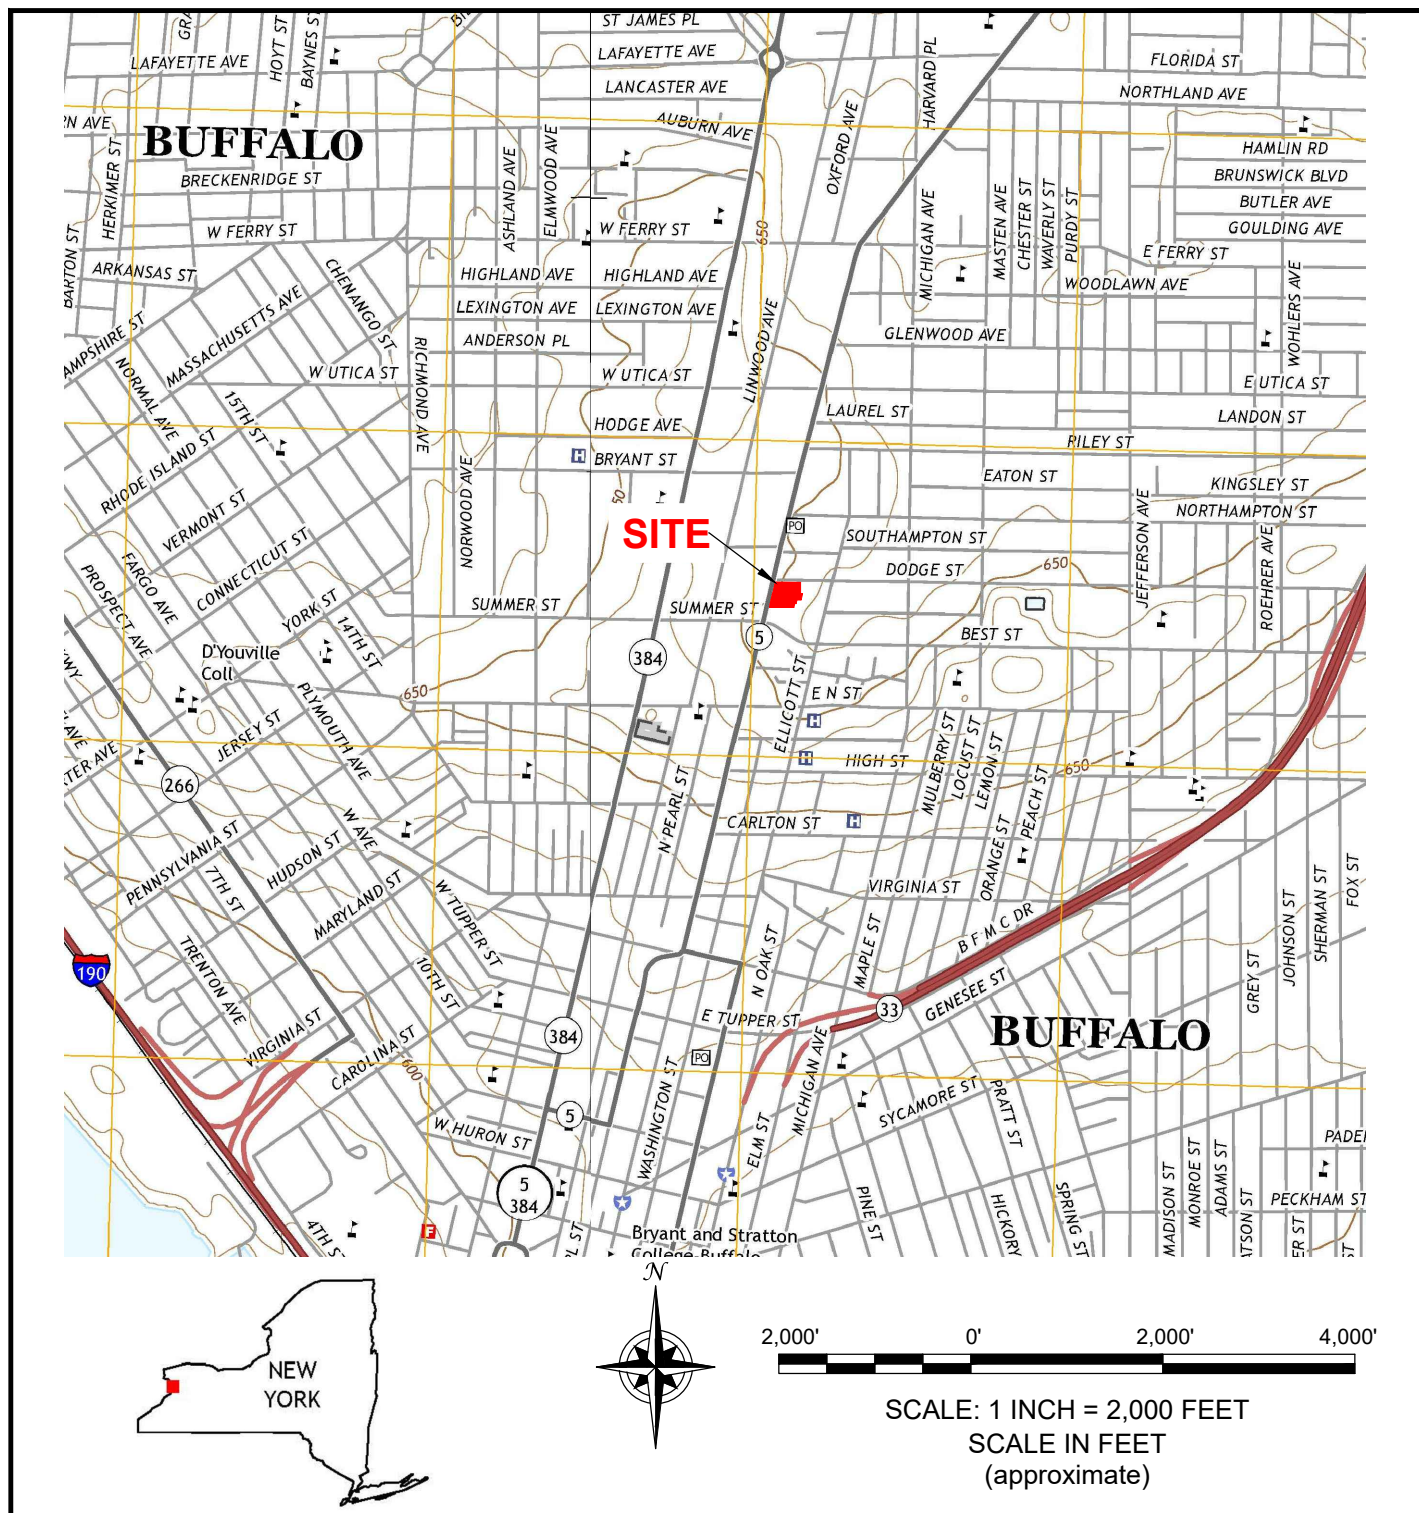 ST JAMES PL
LAFAYETTE AVE
HOYT ST
BAYNES ST
LAFAYETTE AVE
HARVARD PL
FLORIDA ST
LANCASTER AVE
NORTHLAND AVE
AUBURN AVE
OXFORD AVE
BUFFALO
HAMLIN RD
HERKIMER ST
BRECKENRIDGE ST
ASHLAND AVE
ELMWOOD AVE
BRUNSWICK BLVD
BUTLER AVE
W FERRY ST
W FERRY ST
650
MICHIGAN AVE
MASTEN AVE
CHESTER ST
WAVERLY ST
PURDY ST
GOULDING AVE
E FERRY ST
BARTON ST
ARKANSAS ST
CHENANGO ST
HIGHLAND AVE
HIGHLAND AVE
WOODLAWN AVE
WOHLERS AVE
MASSACHUSETTS AVE
LEXINGTON AVE
LEXINGTON AVE
AMPSHIRE ST
ANDERSON PL
LINWOOD AVE
GLENWOOD AVE
NORMAL AVE
W UTICA ST
RICHMOND AVE
W UTICA ST
E UTICA ST
15TH ST
HODGE AVE
LAUREL ST
LANDON ST
RILEY ST
RHODE ISLAND ST
NORWOOD AVE
H
BRYANT ST
EATON ST
KINGSLEY ST
VERMONT ST
50
NORTHAMPTON ST
SITE
PO
SOUTHAMPTON ST
JEFFERSON AVE
ROEHRER AVE
FARGO AVE
CONNECTICUT ST
DODGE ST
650
PROSPECT AVE
YORK ST
SUMMER ST
SUMMER ST
14TH ST
5
BEST ST
D'Youville
Coll
384
ELLICOTT ST
650
E N ST
PLYMOUTH AVE
JERSEY ST
H
MULBERRY ST
LOCUST ST
LEMON ST
TER AVE
H
HIGH ST
650
266
N PEARL ST
PEACH ST
W AVE
CARLTON ST
H
PENNSYLVANIA ST
HUDSON ST
ORANGE ST
7TH ST
MARYLAND ST
W TUPPER ST
VIRGINIA ST
FOX ST
SHERMAN ST
JOHNSON ST
B F M C DR
TRENTON AVE
N OAK ST
MAPLE ST
190
10TH ST
GREY ST
GENESEE ST
33
E TUPPER ST
VIRGINIA ST
CAROLINA ST
384
BUFFALO
MICHIGAN AVE
600
PO
WASHINGTON ST
SYCAMORE ST
PRATT ST
5
W HURON ST
ELM ST
PADE
MADISON ST
MONROE ST
ADAMS ST
5
384
PINE ST
HICKORY
SPRING ST
PECKHAM ST
4TH S
F
Bryant and Stratton
College-Buffalo
N
NEW
YORK
2,000' 0' 2,000' 4,000'
SCALE: 1 INCH = 2,000 FEET
SCALE IN FEET
(approximate)